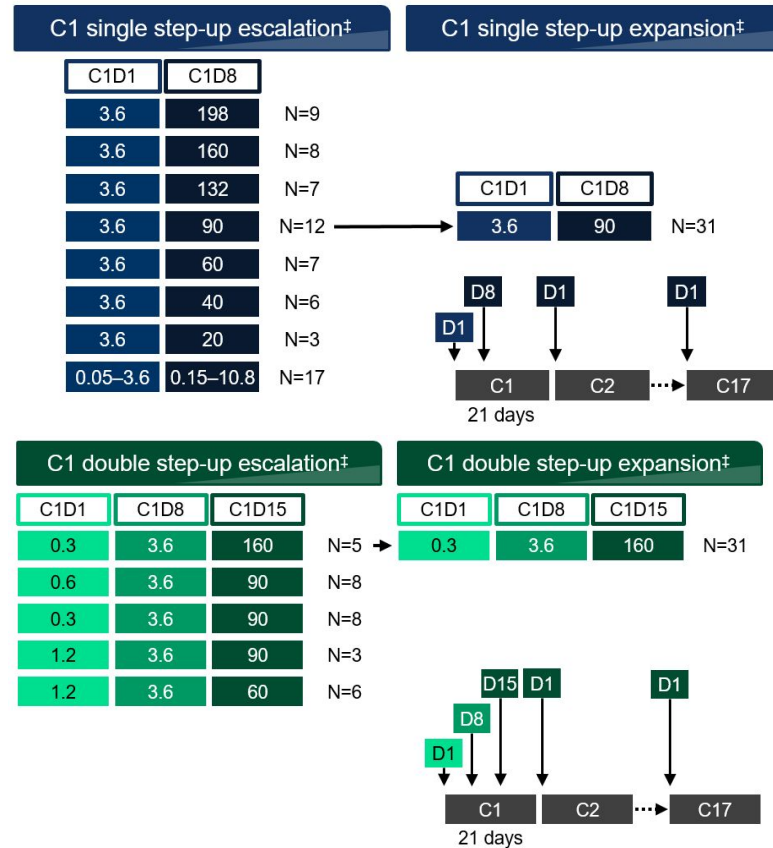 C1 single step-up escalation‡
C1D1 C1D8
3.6 198 N=9
3.6 160 N=8
3.6 132 N=7
3.6 90 N=12
3.6 60 N=7
3.6 40 N=6
3.6 20 N=3
0.05–3.6 0.15–10.8 N=17
C1 single step-up expansion‡
C1D1 C1D8
3.6 90 N=31
D8 D1 D1
D1
C1 C2 C17
21 days
C1 double step-up escalation‡
C1D1 C1D8 C1D15
0.3 3.6 160 N=5
0.6 3.6 90 N=8
0.3 3.6 90 N=8
1.2 3.6 90 N=3
1.2 3.6 60 N=6
C1 double step-up expansion‡
C1D1 C1D8 C1D15
0.3 3.6 160 N=31
D15 D1 D1
D8
D1
C1 C2 C17
21 days